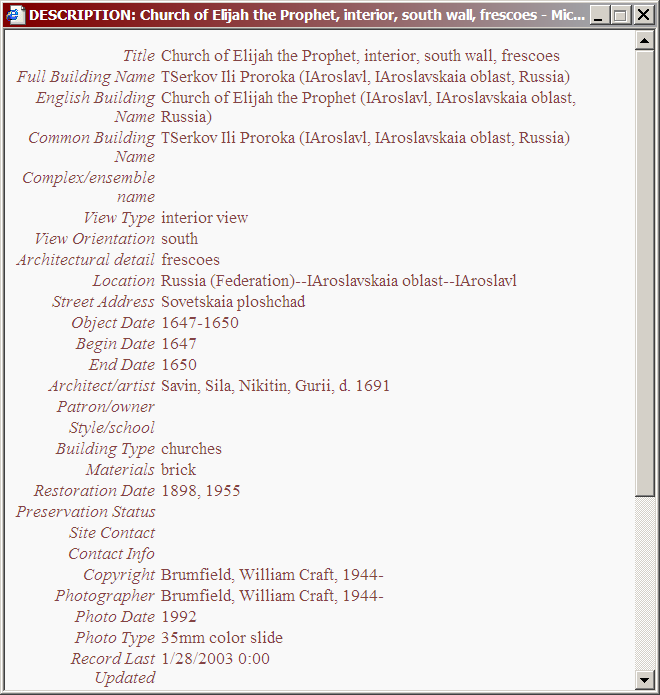 DESCRIPTION: Church of Elijah the Prophet, interior, south wall, frescoes - Mic...
Title Church of Elijah the Prophet, interior, south wall, frescoes
Full Building Name TSerkov Ili Proroka (IAroslavl, IAroslavskaia oblast, Russia)
English Building Church of Elijah the Prophet (IAroslavl, IAroslavskaia oblast,
Name Russia)
Common Building TSerkov Ili Proroka (IAroslavl, IAroslavskaia oblast, Russia)
Name
Complex/ensemble
name
View Type interior view
View Orientation south
Architectural detail frescoes
Location Russia (Federation)--IAroslavskaia oblast--IAroslavl
Street Address Sovetskaia ploshchad
Object Date 1647-1650
Begin Date 1647
End Date 1650
Architect/artist Savin, Sila, Nikitin, Gurii, d. 1691
Patron/owner
Style/school
Building Type churches
Materials brick
Restoration Date 1898, 1955
Preservation Status
Site Contact
Contact Info
Copyright Brumfield, William Craft, 1944-
Photographer Brumfield, William Craft, 1944-
Photo Date 1992
Photo Type 35mm color slide
Record Last 1/28/2003 0:00
Updated